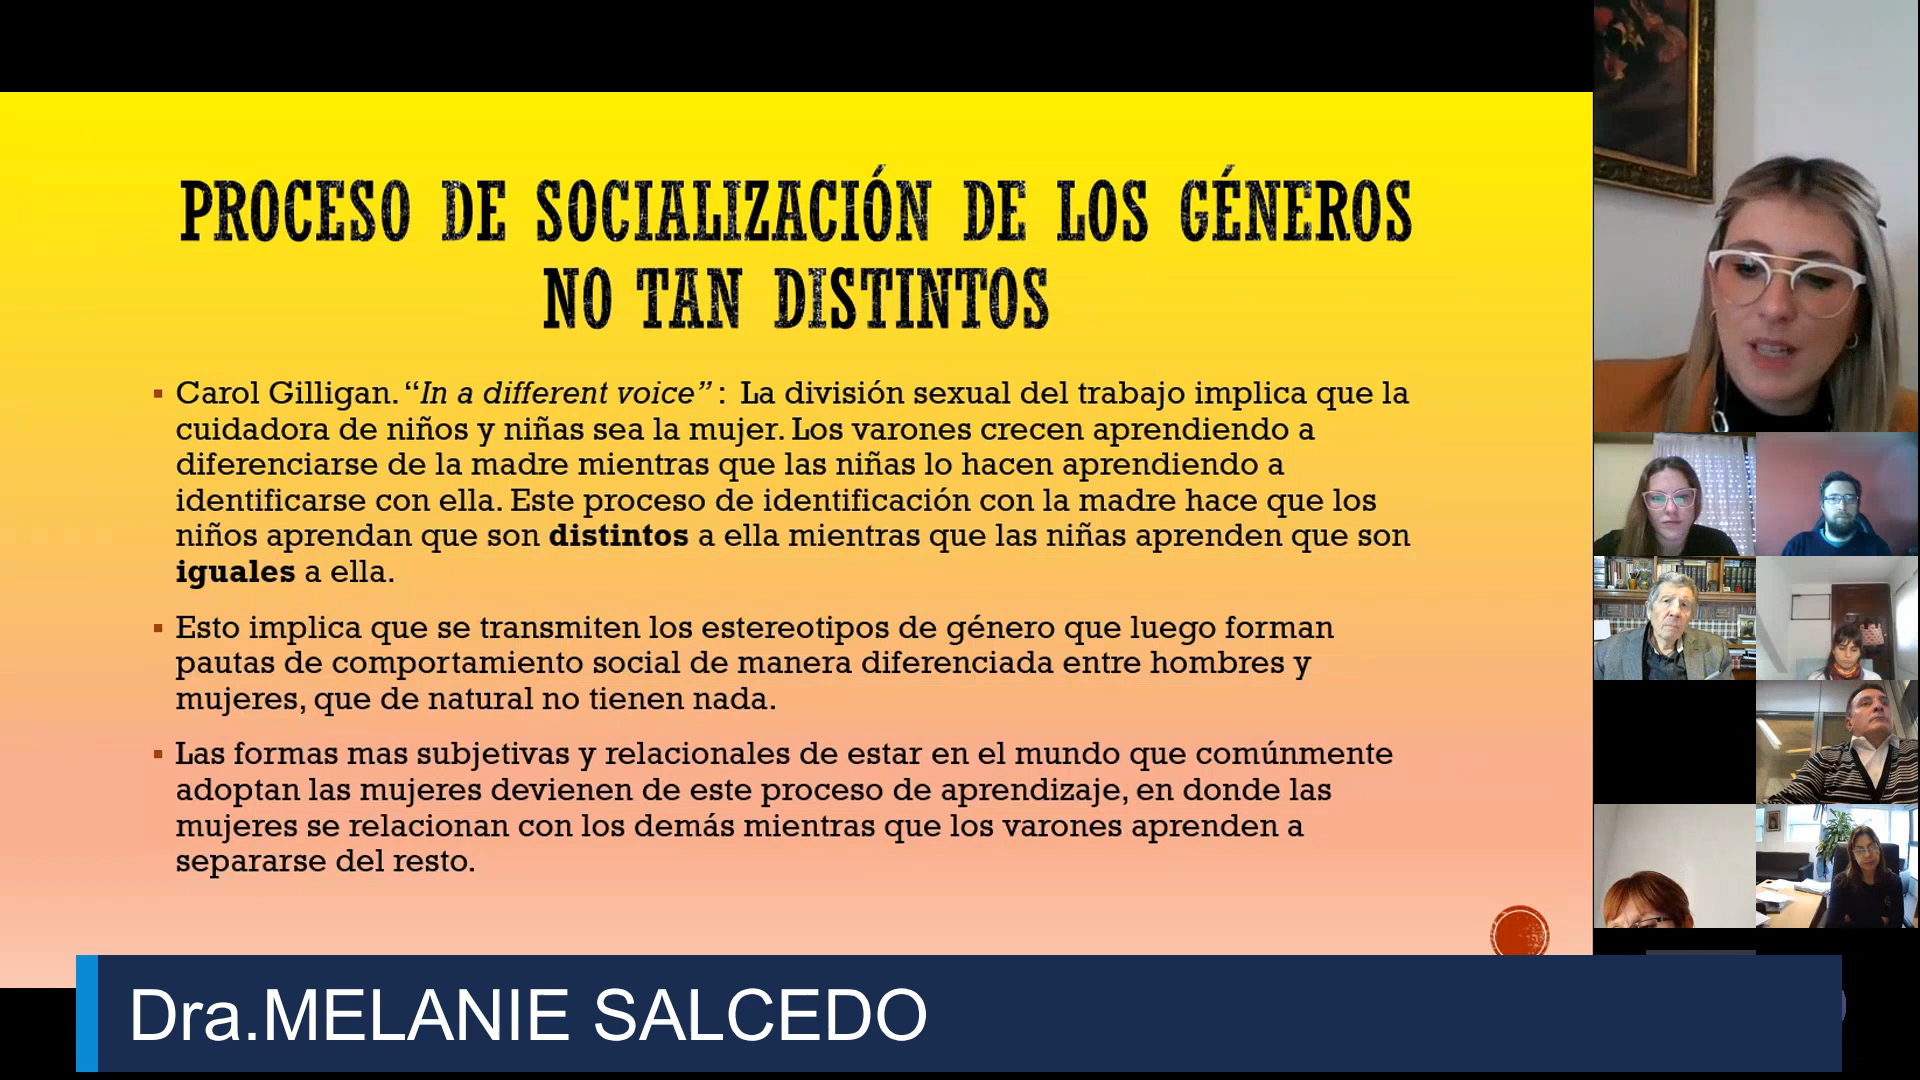 PROCESO DE SOCIALIZACIÓN DE LOS GÉNEROS
NO TAN DISTINTOS
▪ Carol Gilligan. “In a different voice” : La división sexual del trabajo implica que la
cuidadora de niños y niñas sea la mujer. Los varones crecen aprendiendo a
diferenciarse de la madre mientras que las niñas lo hacen aprendiendo a
identificarse con ella. Este proceso de identificación con la madre hace que los
niños aprendan que son distintos a ella mientras que las niñas aprenden que son
iguales a ella.
▪ Esto implica que se transmiten los estereotipos de género que luego forman
pautas de comportamiento social de manera diferenciada entre hombres y
mujeres, que de natural no tienen nada.
▪ Las formas mas subjetivas y relacionales de estar en el mundo que comúnmente
adoptan las mujeres devienen de este proceso de aprendizaje, en donde las
mujeres se relacionan con los demás mientras que los varones aprenden a
separarse del resto.
Dra.MELANIE SALCEDO